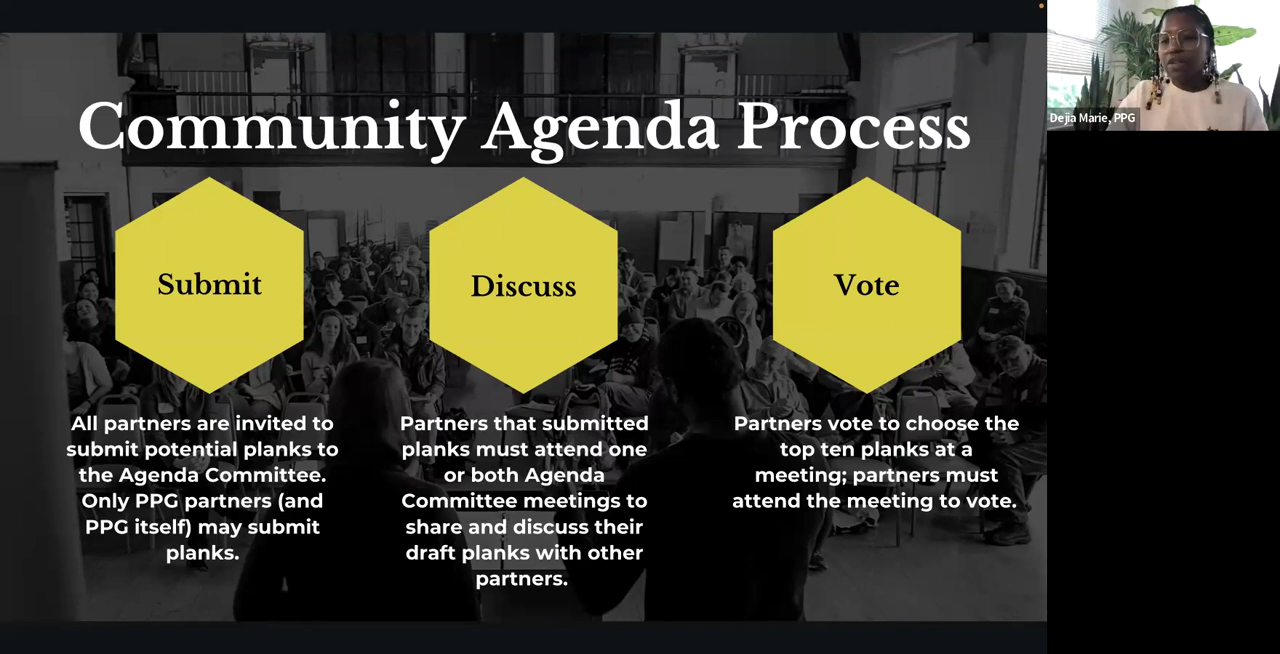 Community Agenda Process
Submit
All partners are invited to
submit potential planks to
the Agenda Committee.
Only PPG partners (and
PPG itself) may submit
planks.
Discuss
Partners that submitted
planks must attend one
or both Agenda
Committee meetings to
share and discuss their
draft planks with other
partners.
Vote
Partners vote to choose the
top ten planks at a
meeting; partners must
attend the meeting to vote.
Dejia Marie, PPG